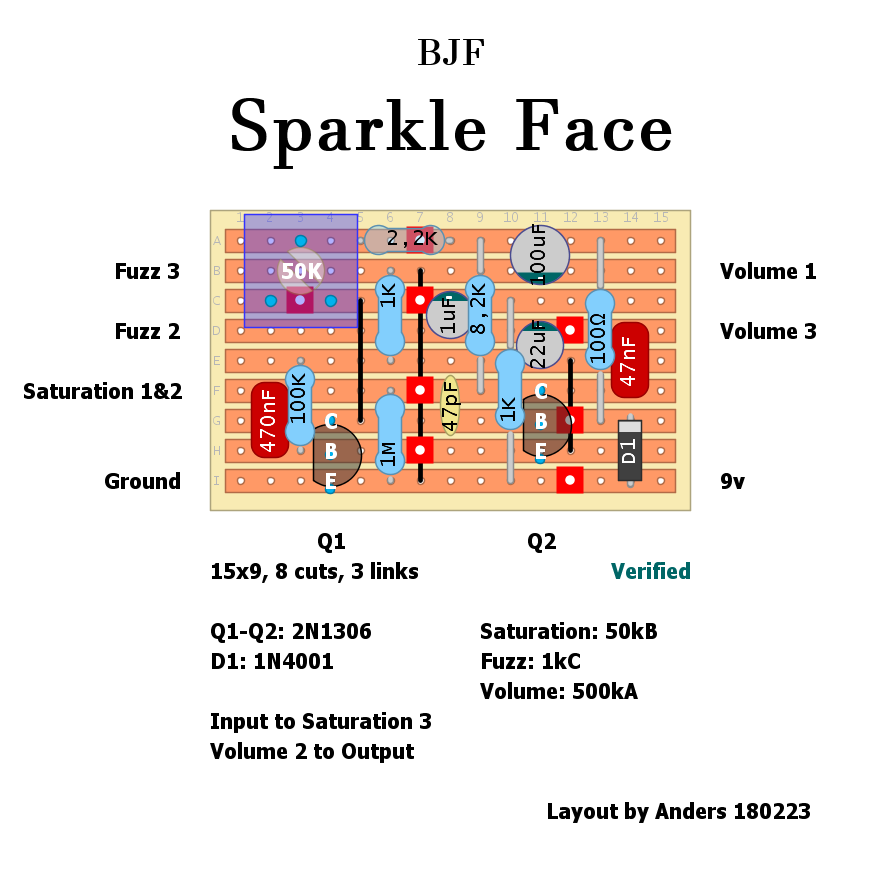 BJF
Sparkle Face
1 2 3 4 5 6 7 8 9 10 11 12 13 14 15
A
2,2K
100uF
Fuzz 3
B
50K
Volume 1
C
1K
1uF
8,2K
Fuzz 2
D
22uF
100Ω
47nF
Volume 3
E
Saturation 1&2
F
470nF
100K
47pF
1K
C
G
C
1M
B
H
B
E
D1
Ground
I
E
9v
Q1 Q2
15x9, 8 cuts, 3 links Verified
Q1-Q2: 2N1306 Saturation: 50kB
D1: 1N4001 Fuzz: 1kC
Volume: 500kA
Input to Saturation 3
Volume 2 to Output
Layout by Anders 180223